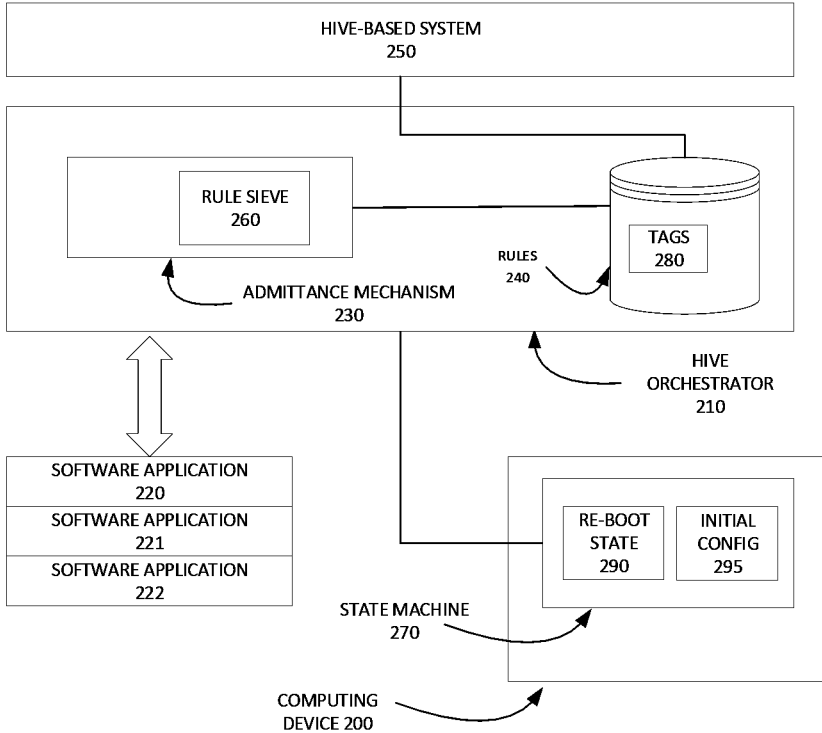 HIVE-BASED SYSTEM
250
RULE SIEVE
260
TAGS
280
RULES
240
ADMITTANCE MECHANISM
230
HIVE
ORCHESTRATOR
210
SOFTWARE APPLICATION
220
SOFTWARE APPLICATION
221
SOFTWARE APPLICATION
222
RE-BOOT
STATE
290
INITIAL
CONFIG
295
STATE MACHINE
270
COMPUTING
DEVICE 200